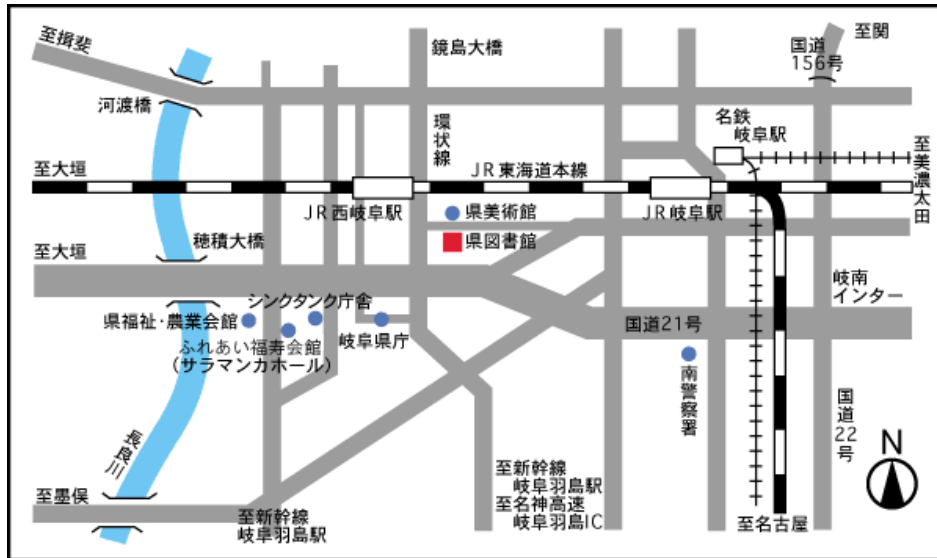 至揖斐
鏡島大橋
国道
156号
至関
河渡橋
環状線
名鉄
岐阜駅
至美濃太田
至大垣
JR東海道本線
JR西岐阜駅
県美術館
JR岐阜駅
県図書館
穂積大橋
至大垣
岐南
インター
シンクタンク庁舎
県福祉・農業会館
ふれあい福寿会館
(サラマンカホール)
岐阜県庁
国道21号
南警察署
国道22号
長良川
N
至墨俣
至新幹線
岐阜羽島駅
至新幹線
岐阜羽島駅
至名神高速
岐阜羽島IC
至名古屋